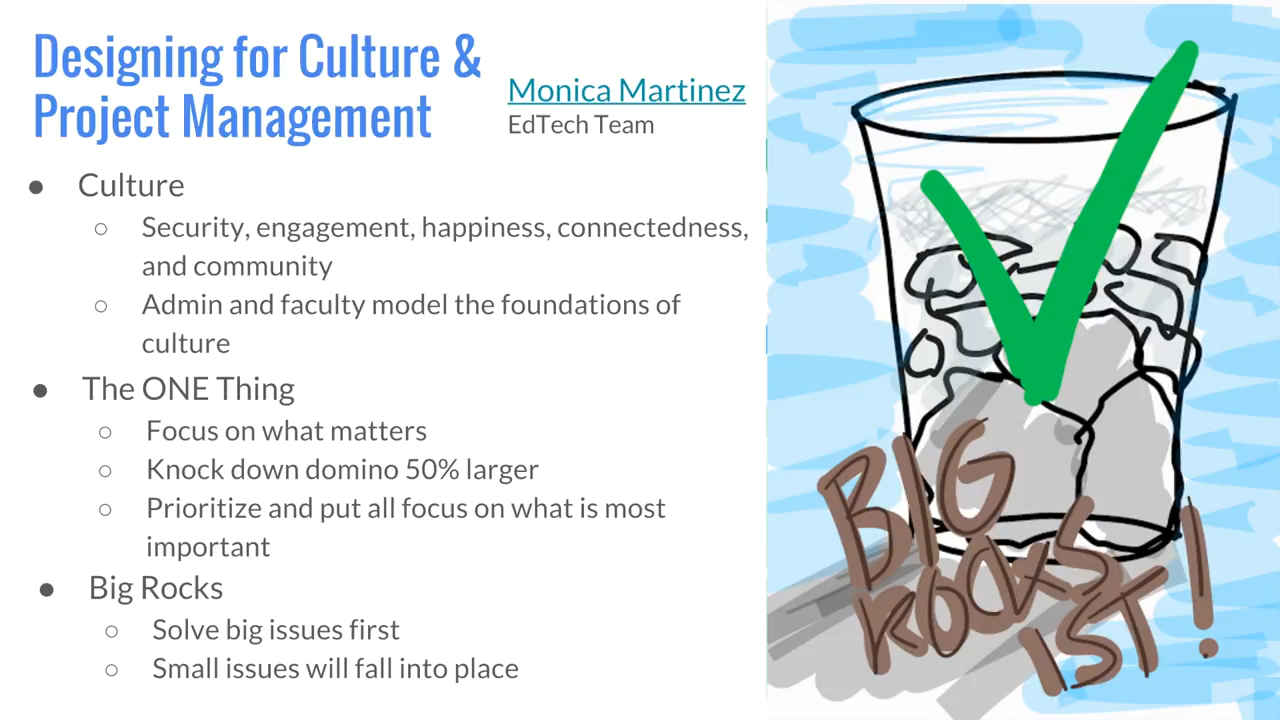 Designing for Culture &
Project Management
Monica Martinez
EdTech Team
● Culture
○ Security, engagement, happiness, connectedness,
and community
○ Admin and faculty model the foundations of
culture
● The ONE Thing
○ Focus on what matters
○ Knock down domino 50% larger
○ Prioritize and put all focus on what is most
important
● Big Rocks
○ Solve big issues first
○ Small issues will fall into place
BIG
ROCKS
1ST!